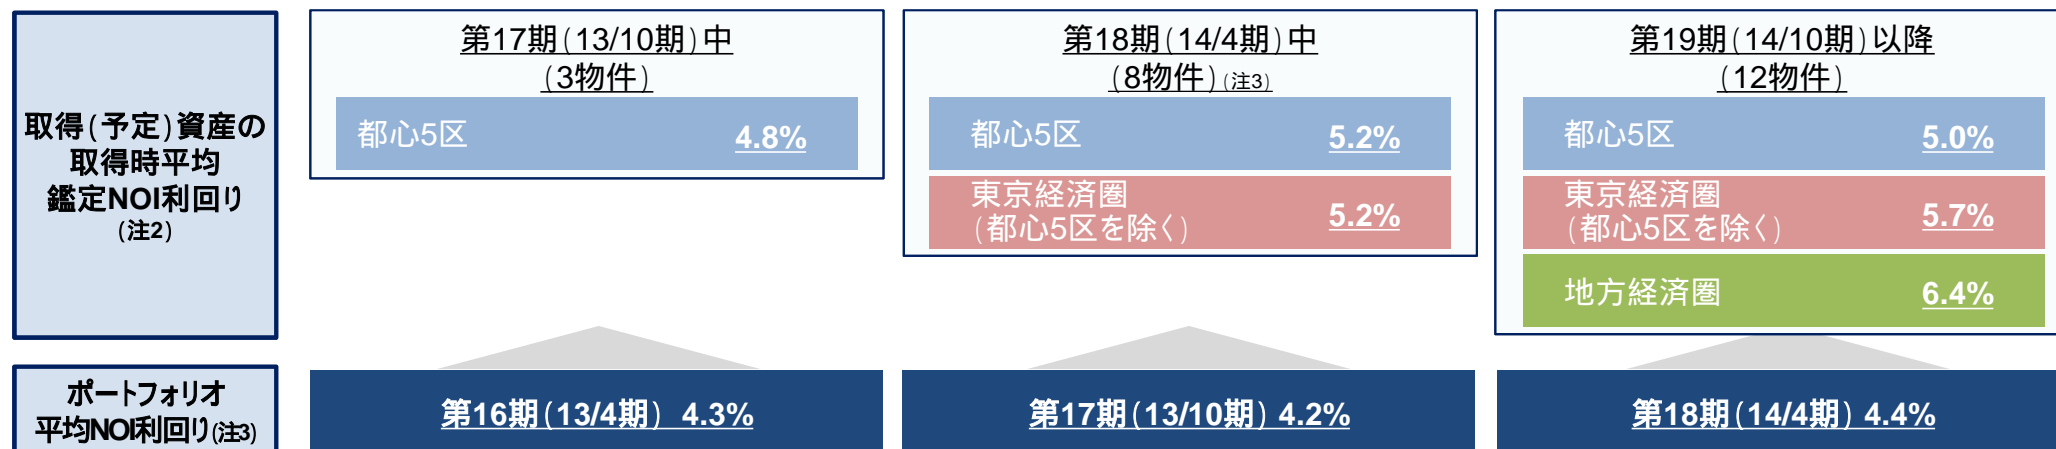 取得(予定)資産の
取得時平均
鑑定NOI利回り
(注2)
第17期(13/10期)中
(3物件)
都心5区 4.8%
第18期(14/4期)中
(8物件)(注3)
都心5区 5.2%
東京経済圏
(都心5区を除く) 5.2%
第19期(14/10期)以降
(12物件)
都心5区 5.0%
東京経済圏
(都心5区を除く) 5.7%
地方経済圏 6.4%
ポートフォリオ
平均NOI利回り(注3)
第16期(13/4期) 4.3%
第17期(13/10期) 4.2%
第18期(14/4期) 4.4%